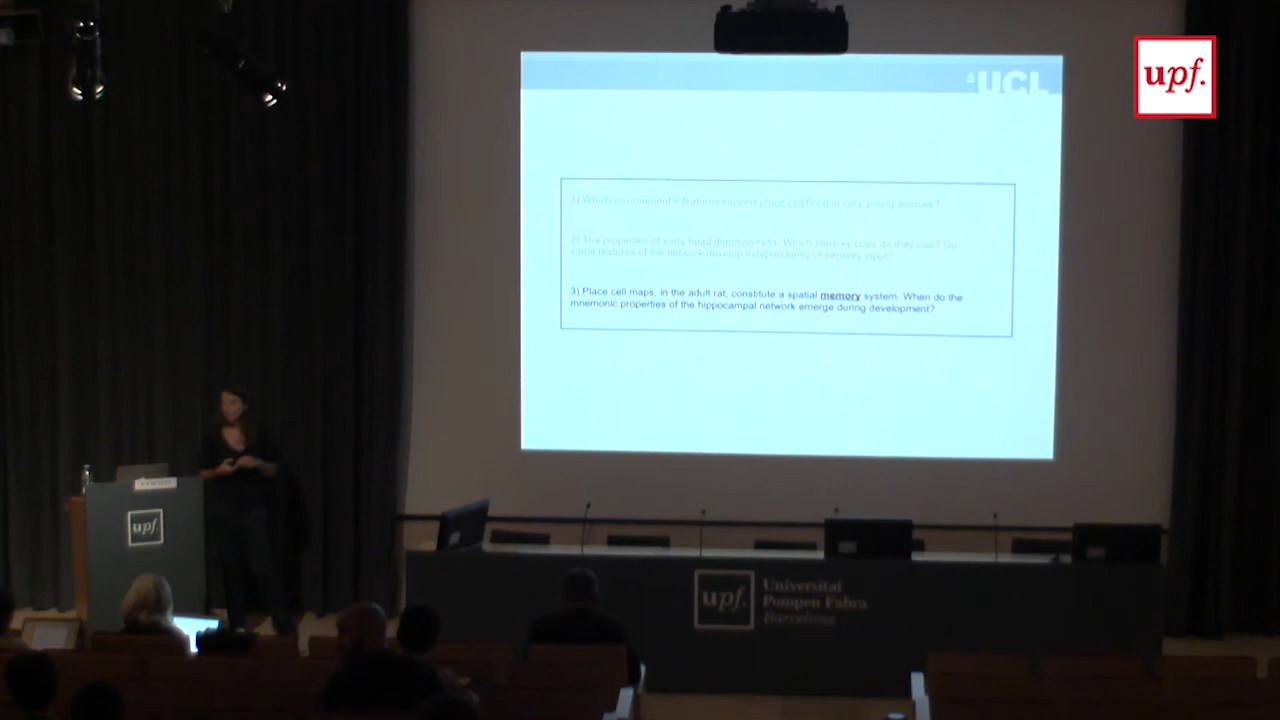 UCL
upf.
1) Which environmental features support place cell firing in very young animals?
2) The properties of early head direction cells. Which sensory cues do they use? Do
some features of the network develop independently of sensory input?
3) Place cell maps, in the adult rat, constitute a spatial memory system. When do the
mnemonic properties of the hippocampal network emerge during development?
upf.
upf.
Universitat
Pompeu Fabra
Barcelona